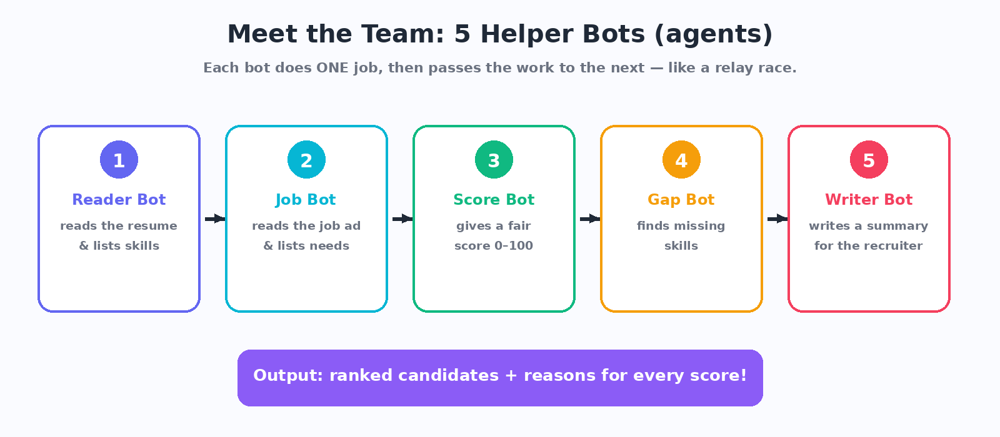 Meet the Team: 5 Helper Bots (agents)
Each bot does ONE job, then passes the work to the next — like a relay race.
1
Reader Bot
reads the resume
& lists skills
2
Job Bot
reads the job ad
& lists needs
3
Score Bot
gives a fair
score 0–100
4
Gap Bot
finds missing
skills
5
Writer Bot
writes a summary
for the recruiter
Output: ranked candidates + reasons for every score!